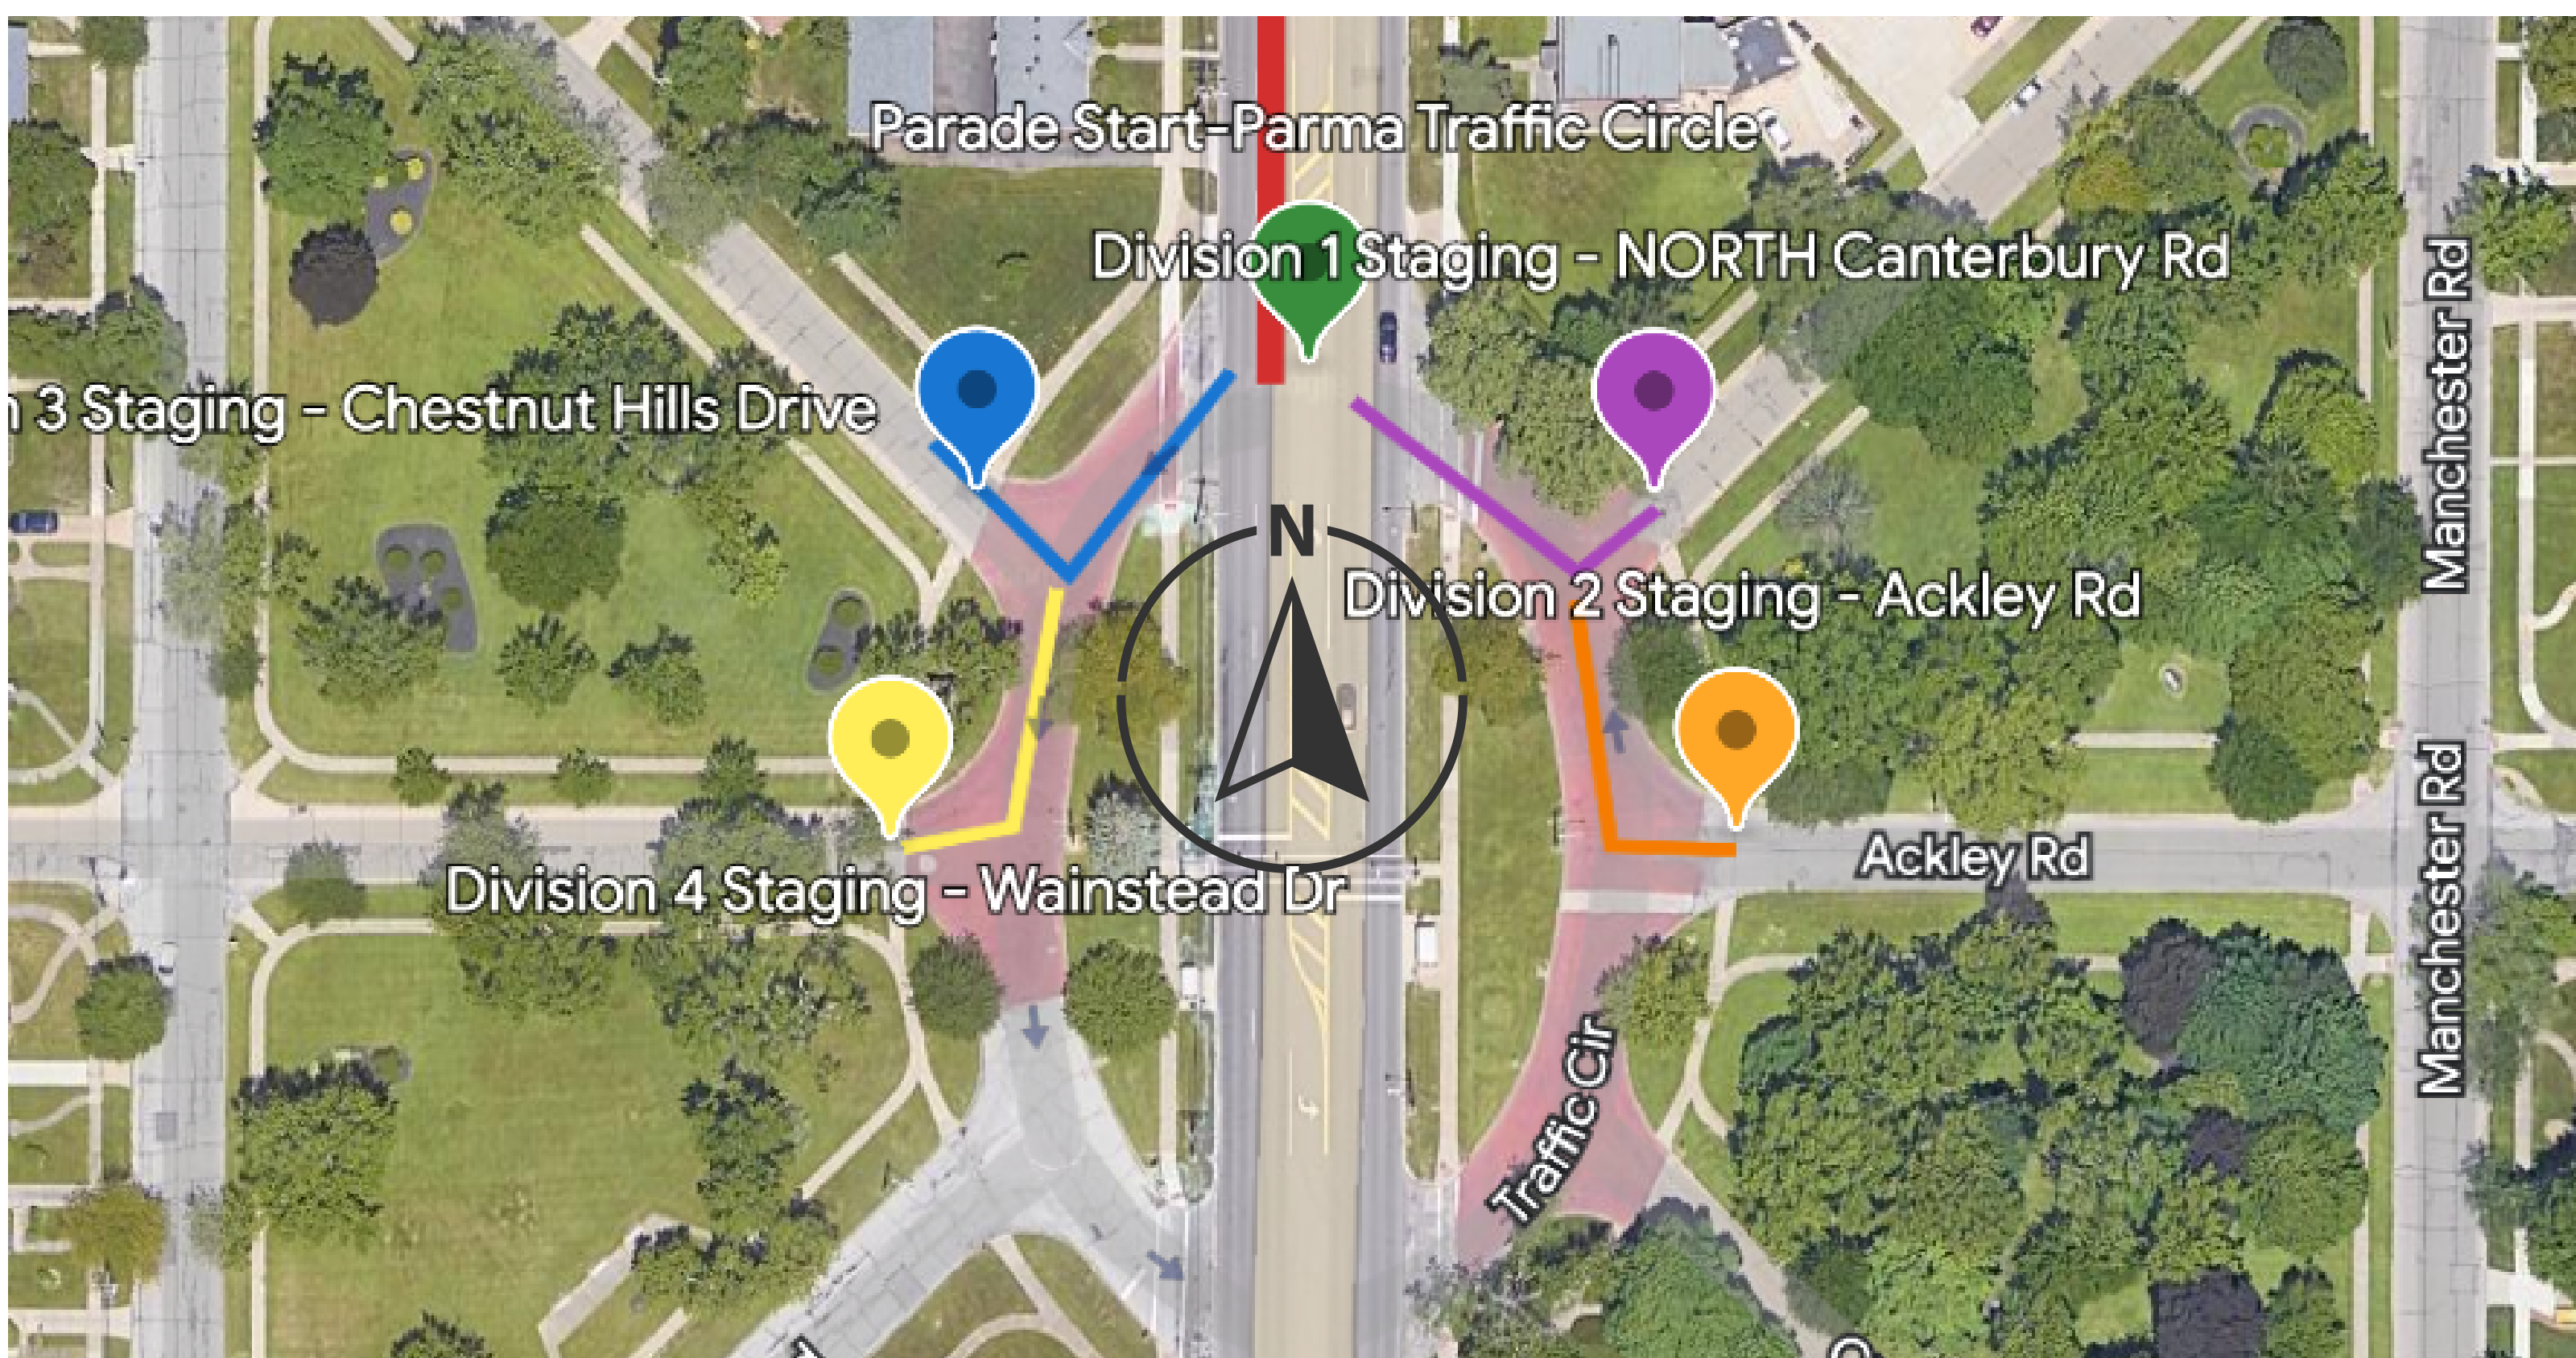 Parade Start-Parma Traffic Circle
Division 1 Staging - NORTH Canterbury Rd
Manchester Rd
3 Staging - Chestnut Hills Drive
N
Division 2 Staging - Ackley Rd
Ackley Rd
Manchester Rd
Division 4 Staging - Wainstead Dr
Traffic Cir